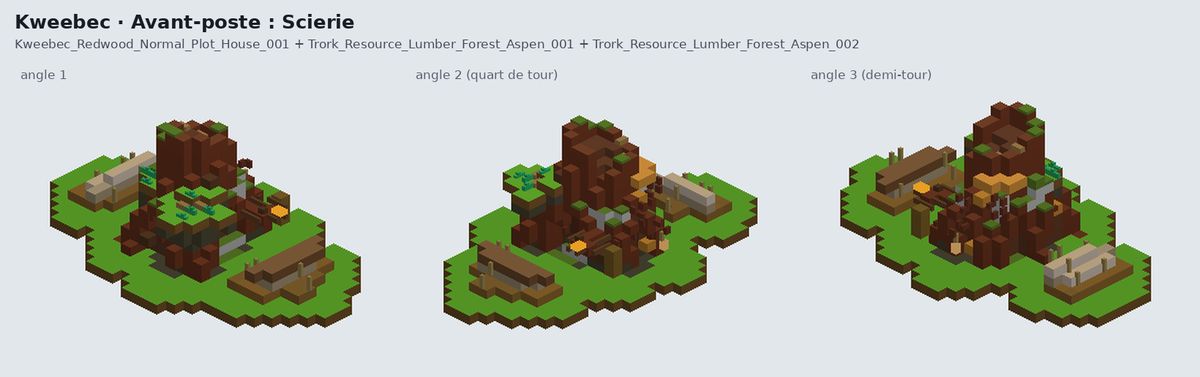 Kweebec · Avant-poste : Scierie
Kweebec_Redwood_Normal_Plot_House_001 + Trork_Resource_Lumber_Forest_Aspen_001 + Trork_Resource_Lumber_Forest_Aspen_002
angle 1
angle 2 (quart de tour)
angle 3 (demi-tour)